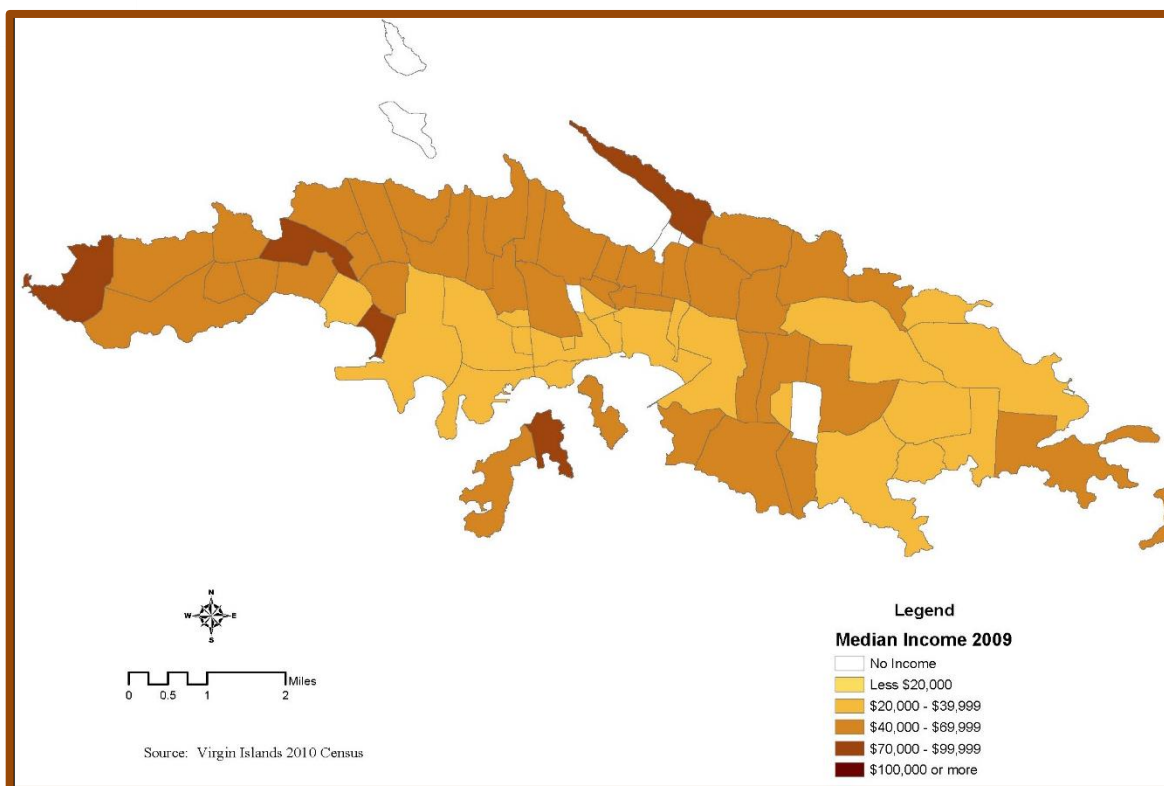 N
W E
S
0 0.5 1 2
Miles
Source: Virgin Islands 2010 Census
Legend
Median Income 2009
No Income
Less $20,000
$20,000 - $39,999
$40,000 - $69,999
$70,000 - $99,999
$100,000 or more